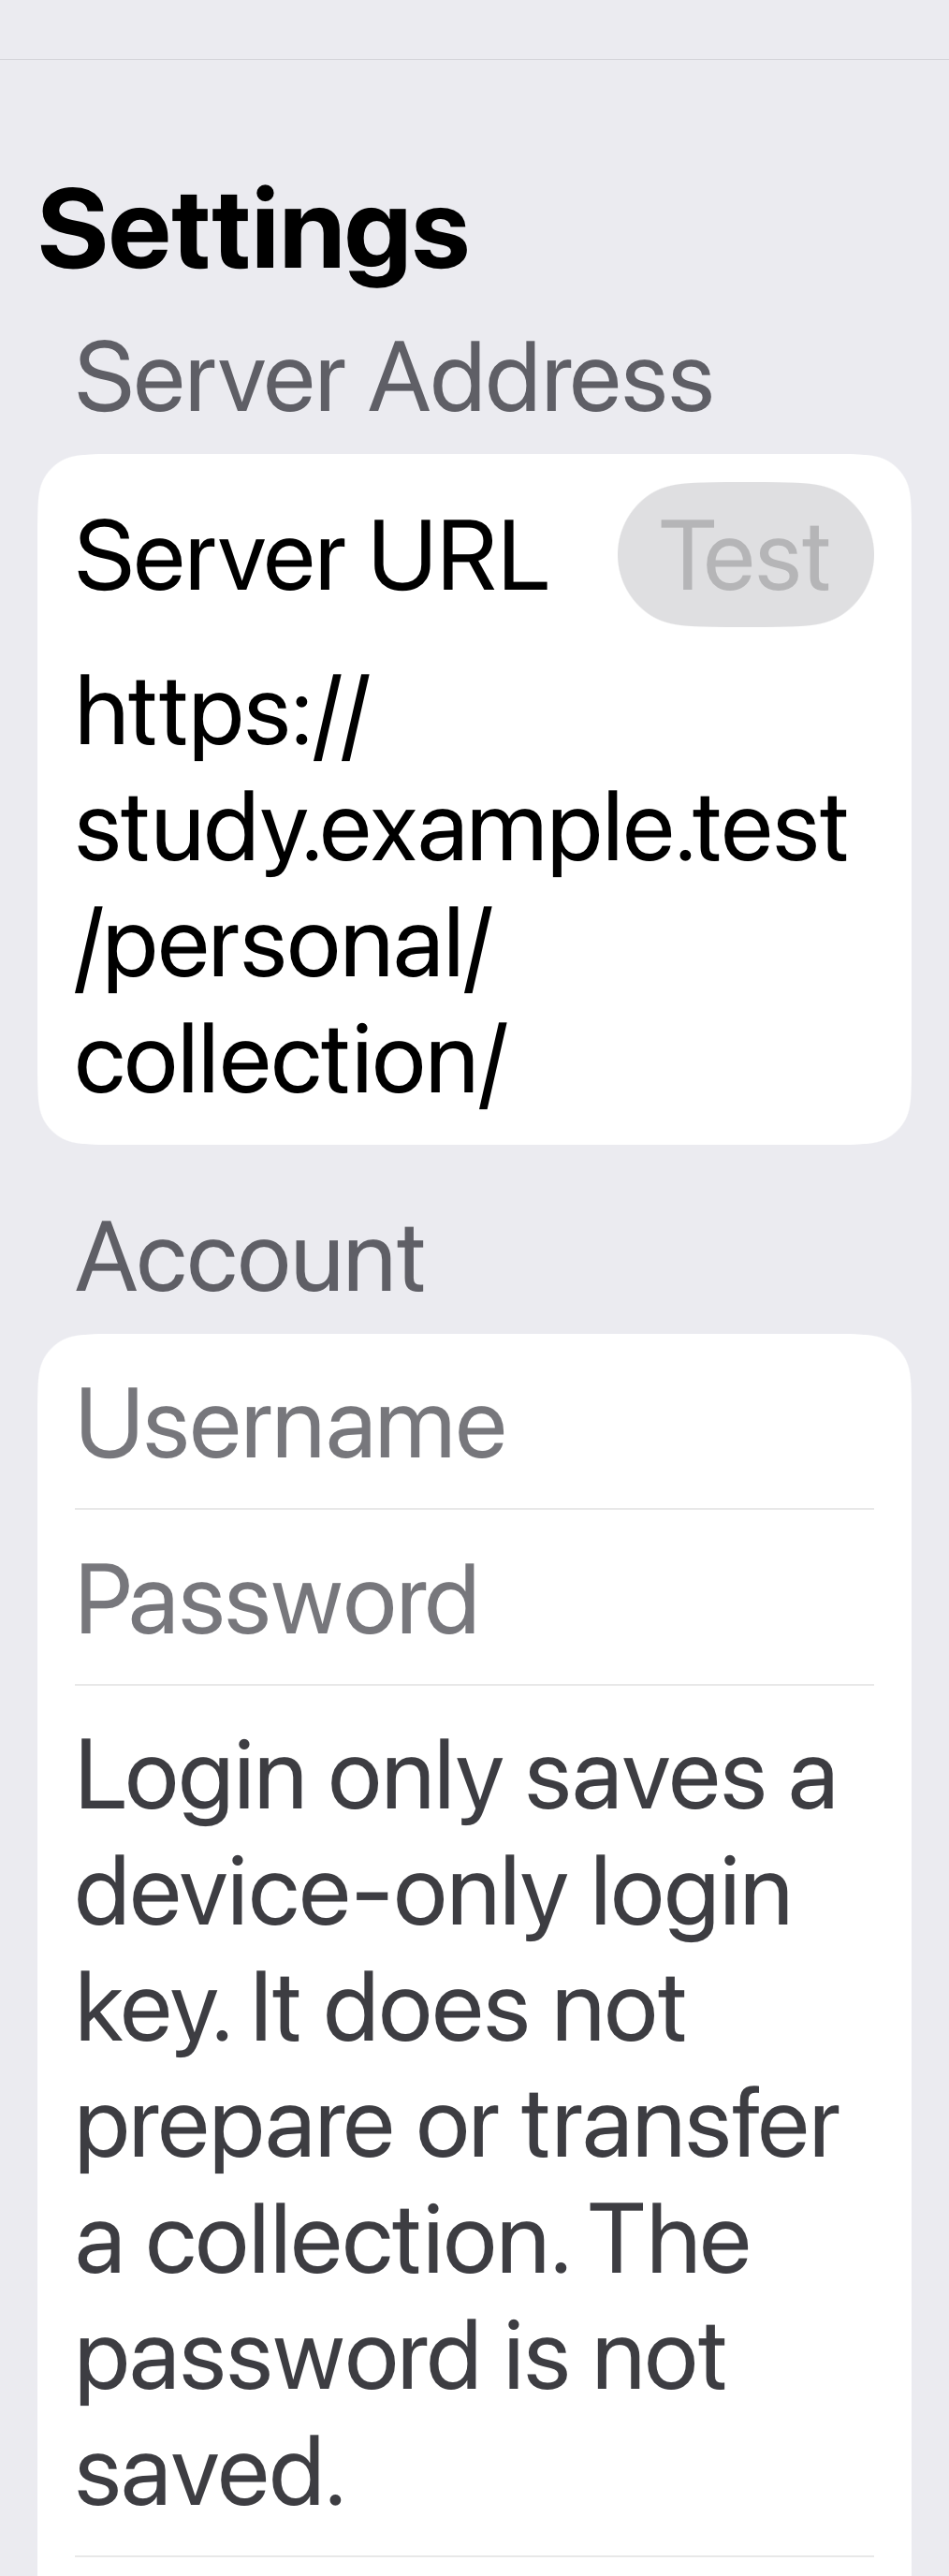 Settings
Server Address
Server URL Test
https://
study.example.test
/personal/
collection/
Account
Username
Password
Login only saves a
device-only login
key. It does not
prepare or transfer
a collection. The
password is not
saved.